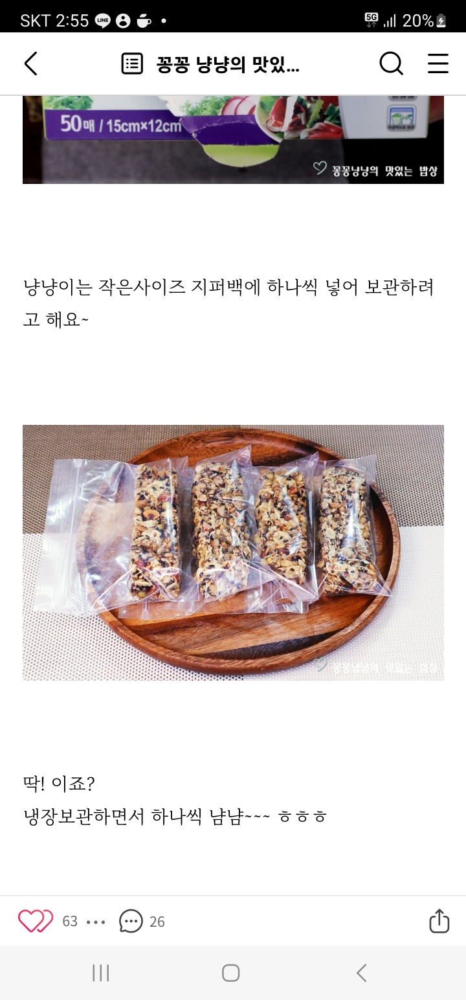 SKT 2:55 LINE 5G 20%
꽁꽁 냥냥의 맛있...
50매 / 15cm×12cm
꽁꽁냥냥의 맛있는 밥상
냥냥이는 작은사이즈 지퍼백에 하나씩 넣어 보관하려
고 해요~
꽁꽁냥냥의 맛있는 밥상
딱! 이죠?
냉장보관하면서 하나씩 냠냠~~~ ㅎㅎㅎ
63 26